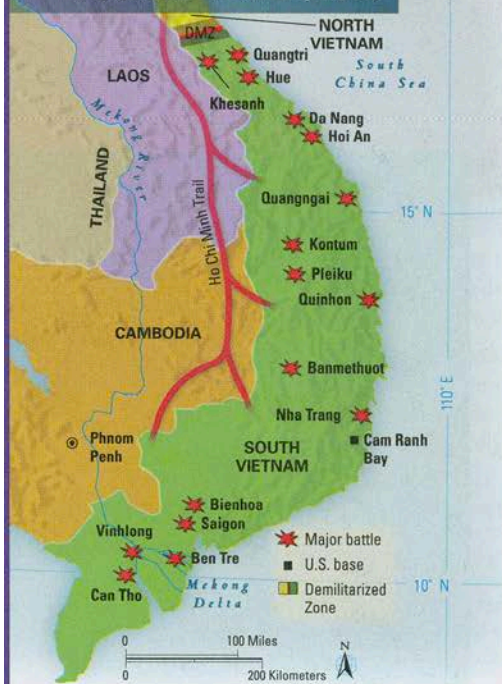 NORTH
VIETNAM
DMZ
Quangtri
Hue
South
China Sea
LAOS
Khesanh
Mekong River
Da Nang
Hoi An
THAILAND
Quangngai
15° N
Ho Chi Minh Trail
Kontum
Pleiku
Quinhon
CAMBODIA
Banmethuot
110° E
Nha Trang
Phnom
Penh
SOUTH
VIETNAM
Cam Ranh
Bay
Bienhoa
Saigon
Vinhlong
Ben Tre
Can Tho
Mekong
Delta
Major battle
U.S. base
Demilitarized
Zone
10° N
0 100 Miles
0 200 Kilometers
N